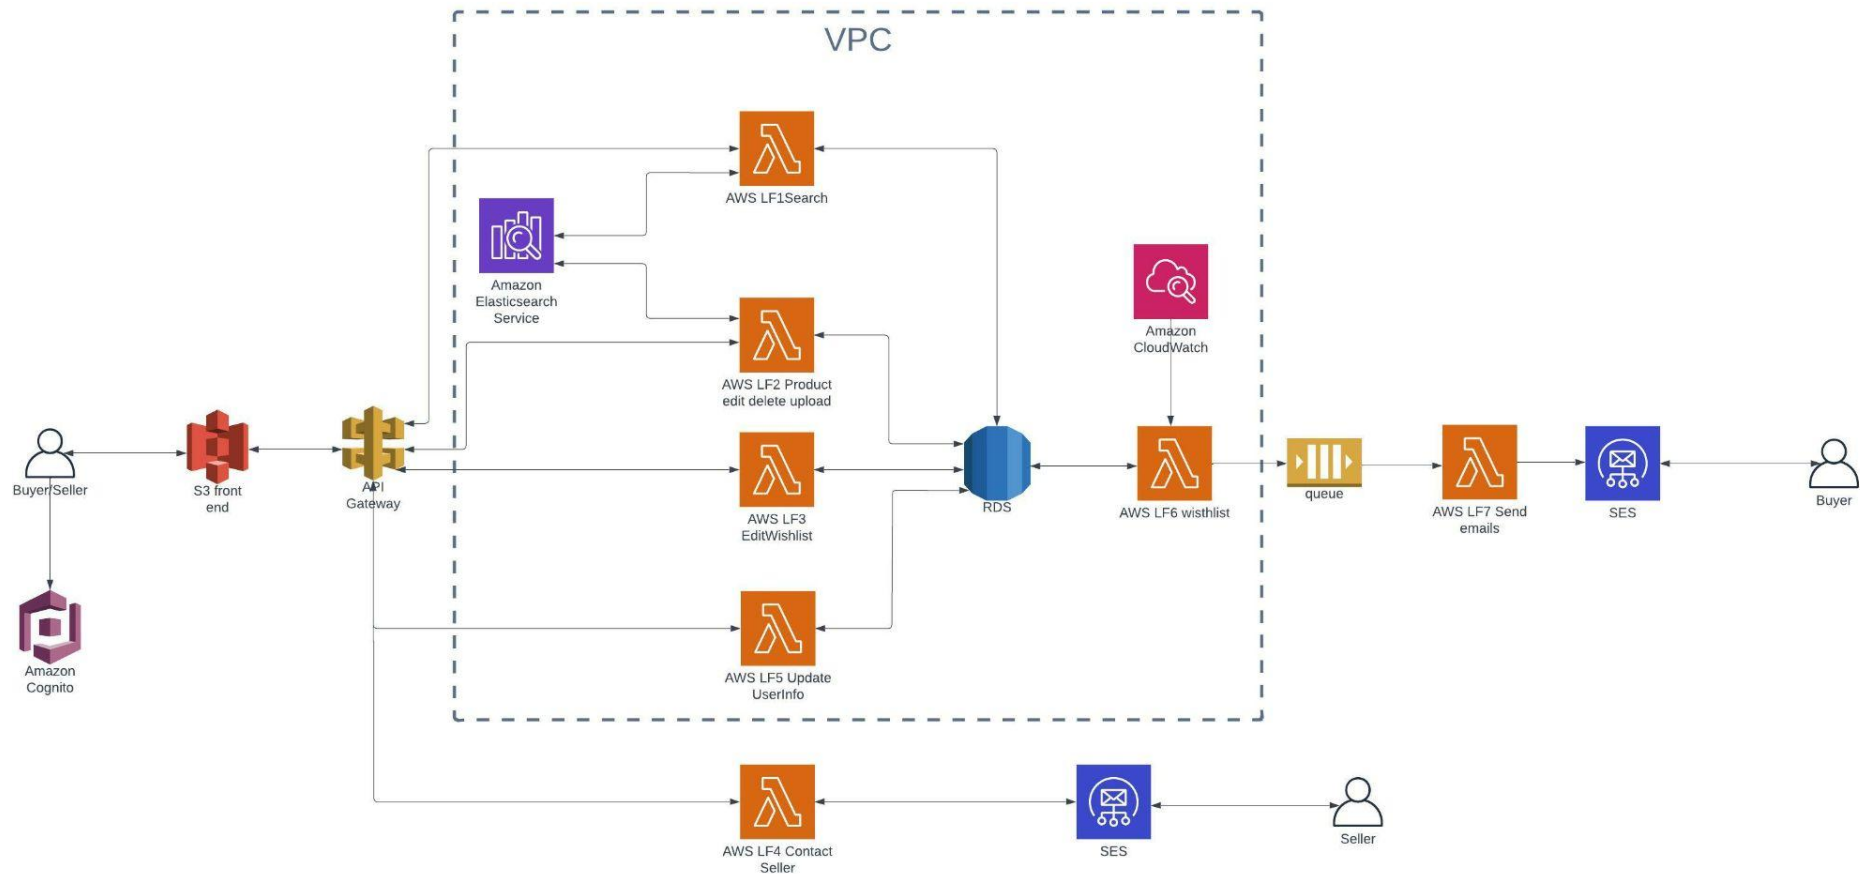 VPC
AWS LF1Search
Amazon
Elasticsearch
Service
Amazon
CloudWatch
AWS LF2 Product
edit delete upload
Buyer/Seller
S3 front
end
API
Gateway
AWS LF3
EditWishlist
RDS
AWS LF6 wisthlist
queue
AWS LF7 Send
emails
SES
Buyer
Amazon
Cognito
AWS LF5 Update
UserInfo
AWS LF4 Contact
Seller
SES
Seller